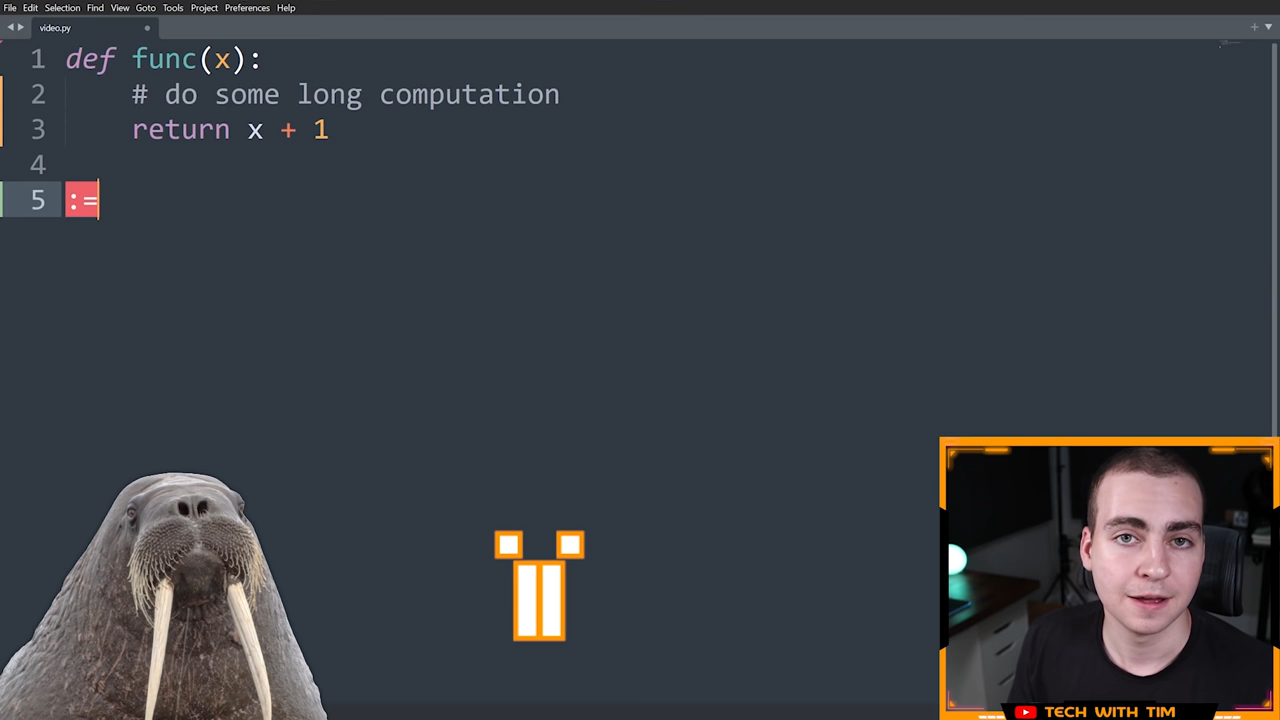 File Edit Selection Find View Goto Tools Project Preferences Help
video.py
1 def func(x):
2 # do some long computation
3 return x + 1
4
5 :=
TECH WITH TIM